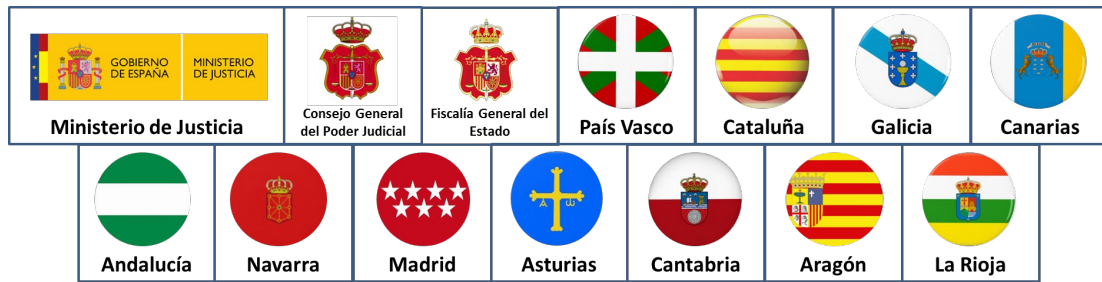 GOBIERNO
DE ESPAÑA
MINISTERIO
DE JUSTICIA
Ministerio de Justicia
Consejo General
del Poder Judicial
Fiscalía General del
Estado
País Vasco
Cataluña
Galicia
Canarias
Andalucía
Navarra
Madrid
Asturias
Cantabria
Aragón
La Rioja